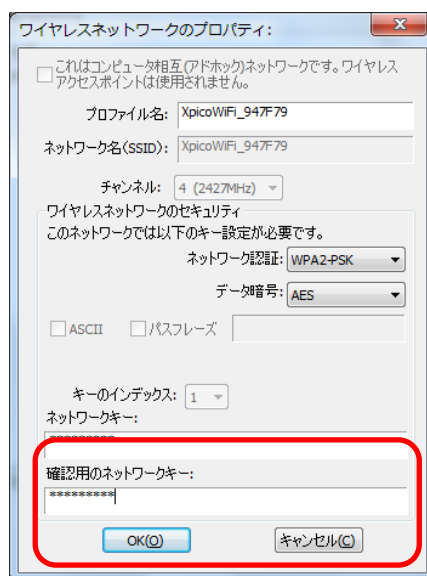 ワイヤレスネットワークのプロパティ:
これはコンピュータ相互(アドホック)ネットワークです。ワイヤレス
アクセスポイントは使用されません。
プロファイル名: XpicoWiFi_947F79
ネットワーク名(SSID): XpicoWiFi_947F79
チャンネル: 4 (2427MHz)
ワイヤレスネットワークのセキュリティ
このネットワークでは以下のキー設定が必要です。
ネットワーク認証: WPA2-PSK
データ暗号: AES
ASCII パスフレーズ
キーのインデックス: 1
ネットワークキー:
*********
確認用のネットワークキー:
*********
OK(O) キャンセル(C)